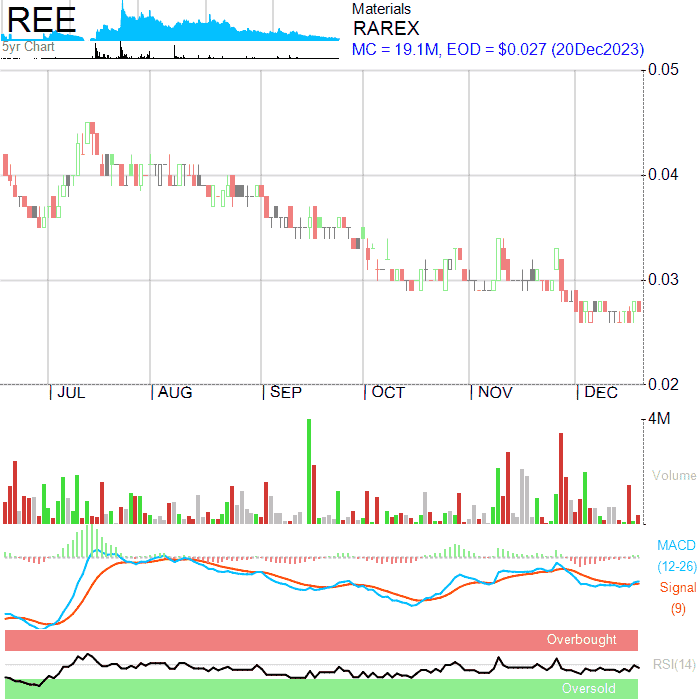 REE
5yr Chart
Materials
RAREX
MC = 19.1M, EOD = $0.027 (20Dec2023)
0.05
0.04
0.03
0.02
JUL AUG SEP OCT NOV DEC
4M
Volume
MACD
(12-26)
Signal
(9)
Overbought
RSI(14)
Oversold